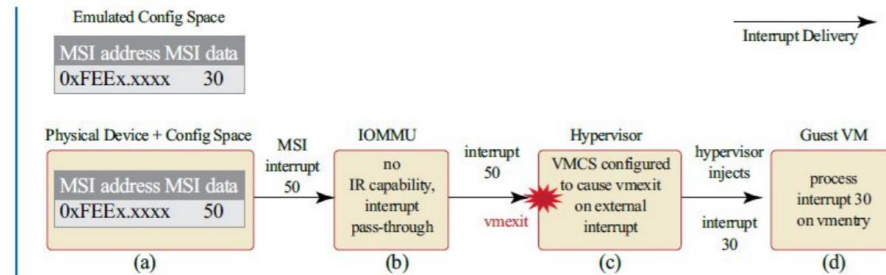 Emulated Config Space
MSI address MSI data
0xFEEx.xxxx 30
Interrupt Delivery
Physical Device + Config Space
MSI address MSI data
0xFEEx.xxxx 50
(a)
MSI
interrupt
50
IOMMU
no
IR capability,
interrupt
pass-through
(b)
interrupt
50
vmexit
Hypervisor
VMCS configured
to cause vmexit
on external
interrupt
(c)
hypervisor
injects
interrupt
30
Guest VM
process
interrupt 30
on vmentry
(d)